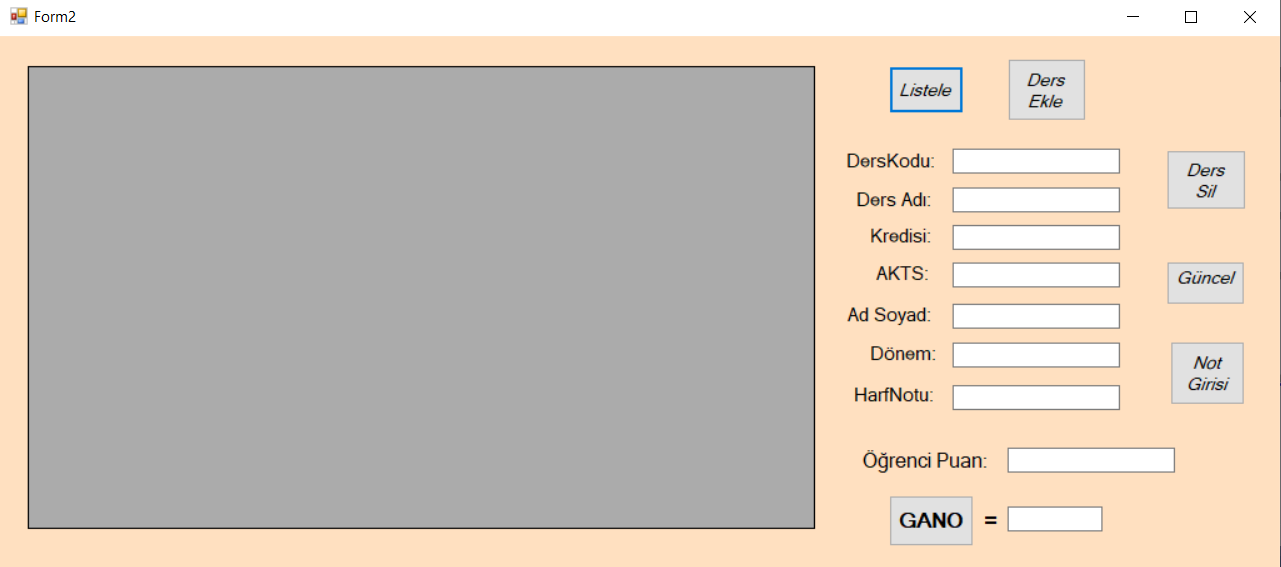 Form2
Listele
Ders
Ekle
DersKodu:
Ders
Sil
Ders Adı:
Kredisi:
AKTS:
Güncel
Ad Soyad:
Dönem:
Not
Girisi
HarfNotu:
Öğrenci Puan:
GANO =